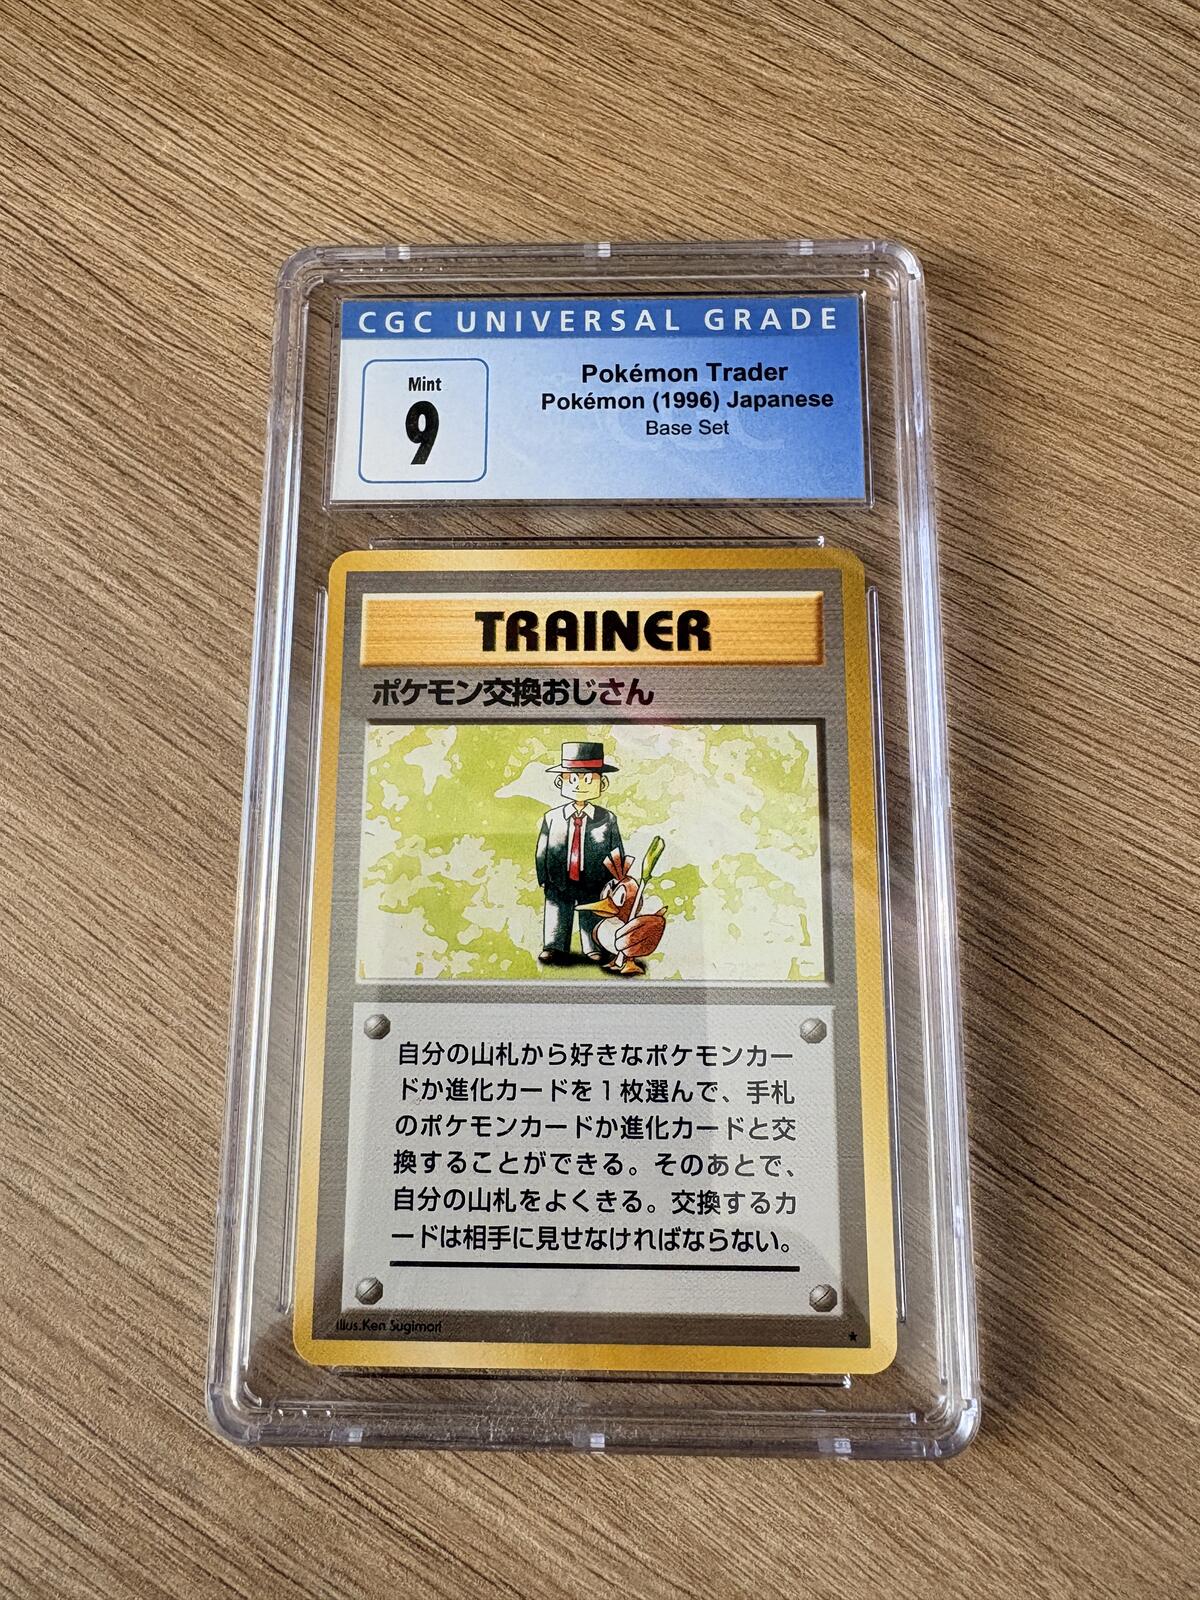 CGC UNIVERSAL GRADE
Mint
9
Pokémon Trader
Pokémon (1996) Japanese
Base Set
TRAINER
ポケモン交換おじさん
自分の山札から好きなポケモンカー
ドか進化カードを1枚選んで、手札
のポケモンカードか進化カードと交
換することができる。そのあとで、
自分の山札をよくきる。交換するカ
ードは相手に見せなければならない。
Illus.Ken Sugimori
★